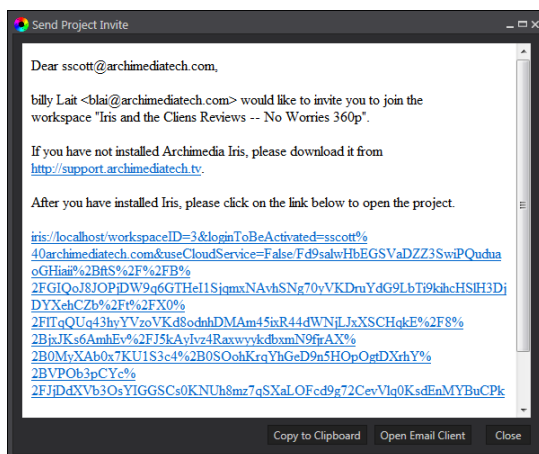 Send Project Invite
Dear sscott@archimediatech.com,
billy Lait <blai@archimediatech.com> would like to invite you to join the
workspace "Iris and the Cliens Reviews -- No Worries 360p".
If you have not installed Archimedia Iris, please download it from
http://support.archimediatech.tv.
After you have installed Iris, please click on the link below to open the project.
iris://localhost/workspaceID=3&loginToBeActivated=sscott%
40archimediatech.com&useCloudService=False/Fd9salwHbEGSVaDZZ3SwiPQudua
oGHiaii%2BftS%2F%2FB%
2FGIQoJ8JOPjDW9q6GTHeI1SjqmxNAvhSNg70yVKDruYdG9LbTi9kihcHSlH3Dj
DYXehCZb%2Ft%2FX0%
2FlTqQUq43hyYVzoVKd8odnhDMAm45ixR44dWNjLJxXSCHqkE%2F8%
2BjxJKs6AmhEv%2FJ5kAyIvz4RaxwyykdbxmN9fjrAX%
2B0MyXAb0x7KU1S3c4%2B0SOohKrqYhGeD9n5HOpOgtDXrhY%
2BVPOb3pCYc%
2FJjDdXVb3OsYIGGSCs0KNUh8mz7qSXaLOFcd9g72CevVlq0KsdEnMYBuCPk
Copy to Clipboard
Open Email Client
Close